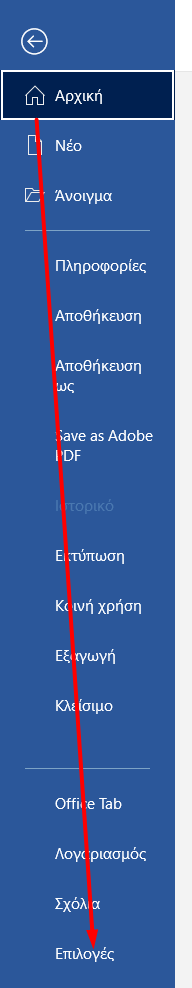 Αρχική
Νέο
Άνοιγμα
Πληροφορίες
Αποθήκευση
Αποθήκευση
ως
Save as Adobe
PDF
Ιστορικό
Εκτύπωση
Κοινή χρήση
Εξαγωγή
Κλείσιμο
Office Tab
Λογαριασμός
Σχόλια
Επιλογές